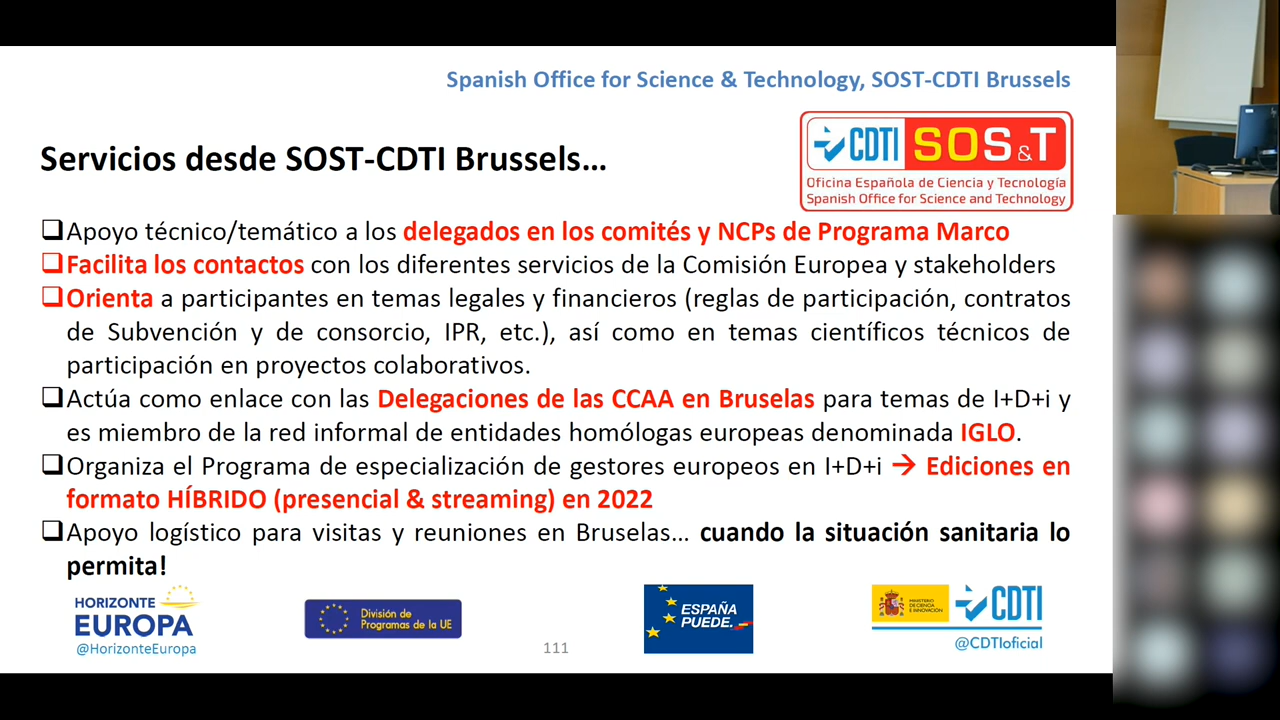 Spanish Office for Science & Technology, SOST-CDTI Brussels
CDTI SOS&T
Oficina Española de Ciencia y Tecnología
Spanish Office for Science and Technology
Servicios desde SOST-CDTI Brussels...
❑Apoyo técnico/temático a los delegados en los comités y NCPs de Programa Marco
❑Facilita los contactos con los diferentes servicios de la Comisión Europea y stakeholders
❑Orienta a participantes en temas legales y financieros (reglas de participación, contratos
de Subvención y de consorcio, IPR, etc.), así como en temas científicos técnicos de
participación en proyectos colaborativos.
❑Actúa como enlace con las Delegaciones de las CCAA en Bruselas para temas de I+D+i y
es miembro de la red informal de entidades homólogas europeas denominada IGLO.
❑Organiza el Programa de especialización de gestores europeos en I+D+i → Ediciones en
formato HÍBRIDO (presencial & streaming) en 2022
❑Apoyo logístico para visitas y reuniones en Bruselas... cuando la situación sanitaria lo
permita!
HORIZONTE
EUROPA
@HorizonteEuropa
División de
Programas de la UE
111
ESPAÑA
PUEDE.
MINISTERIO
DE CIENCIA
E INNOVACIÓN
CDTI
@CDTIoficial